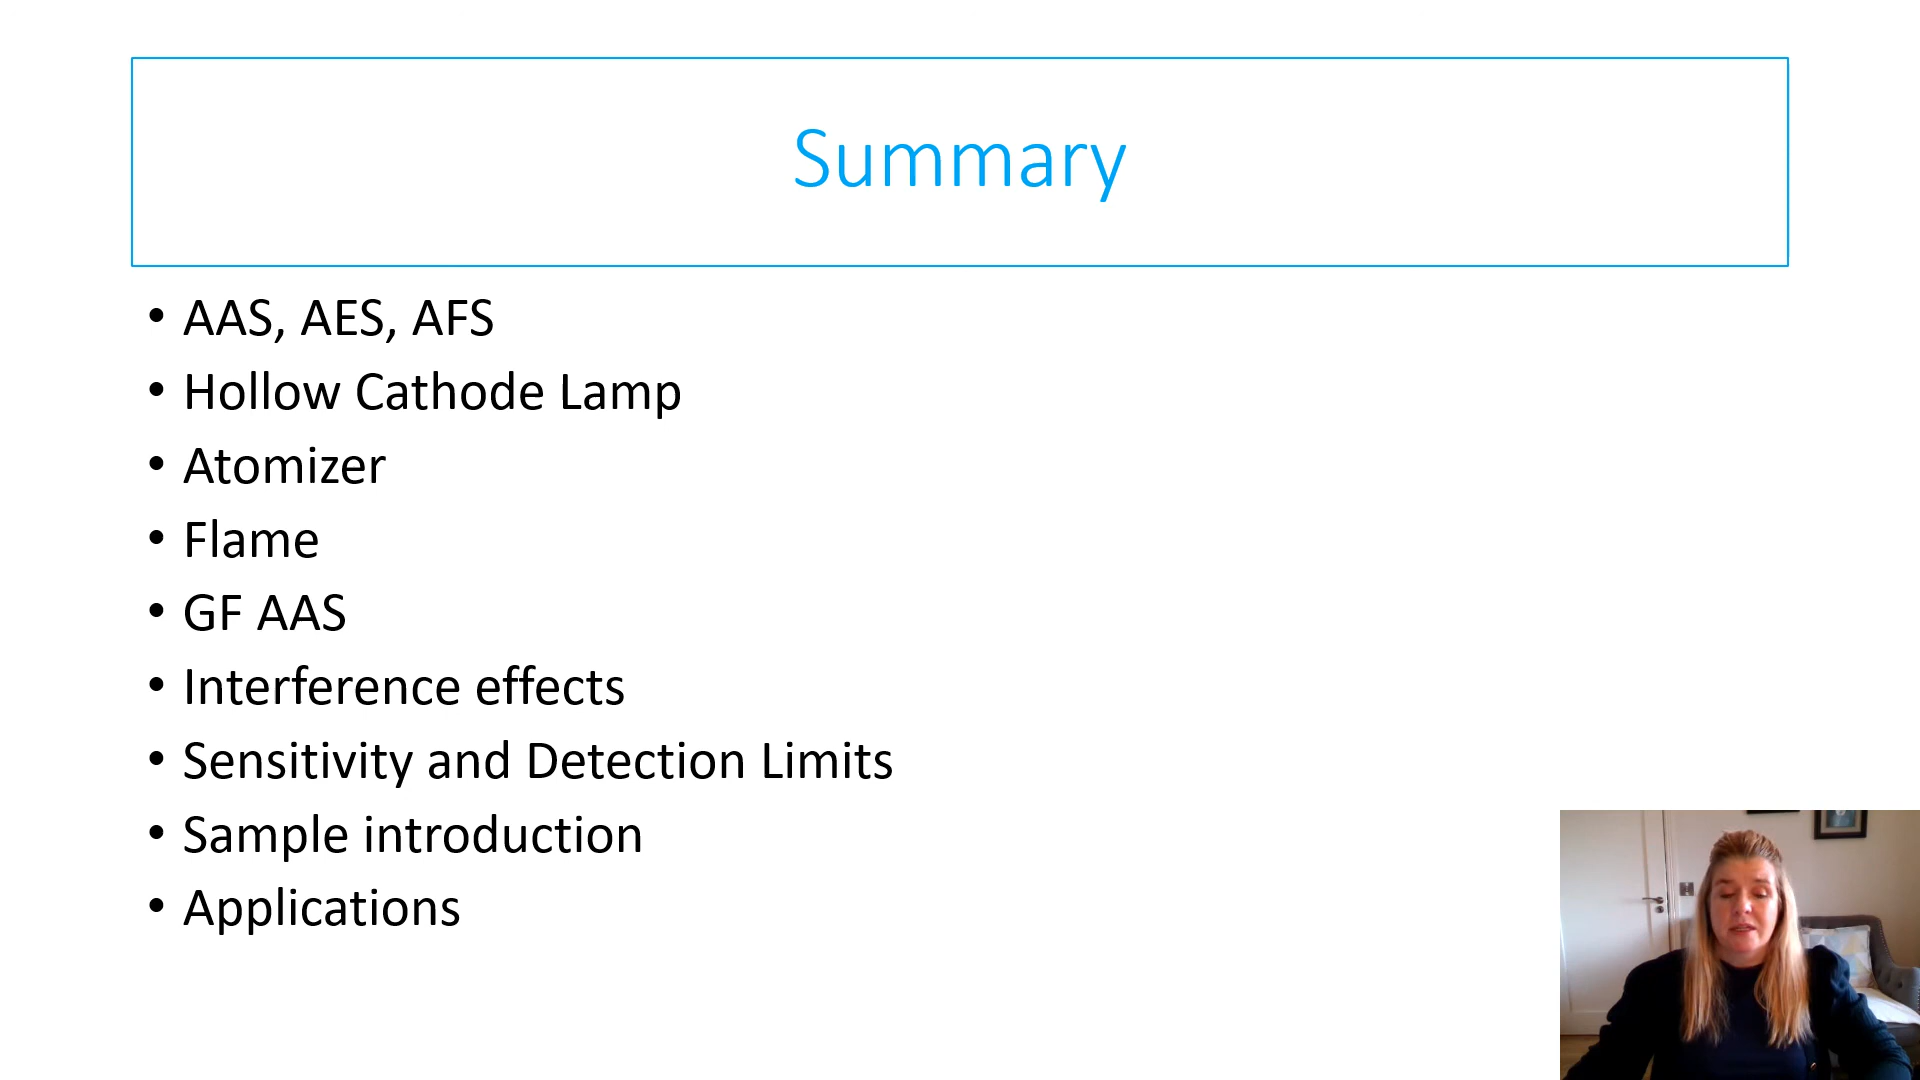 Summary
• AAS, AES, AFS
• Hollow Cathode Lamp
• Atomizer
• Flame
• GF AAS
• Interference effects
• Sensitivity and Detection Limits
• Sample introduction
• Applications